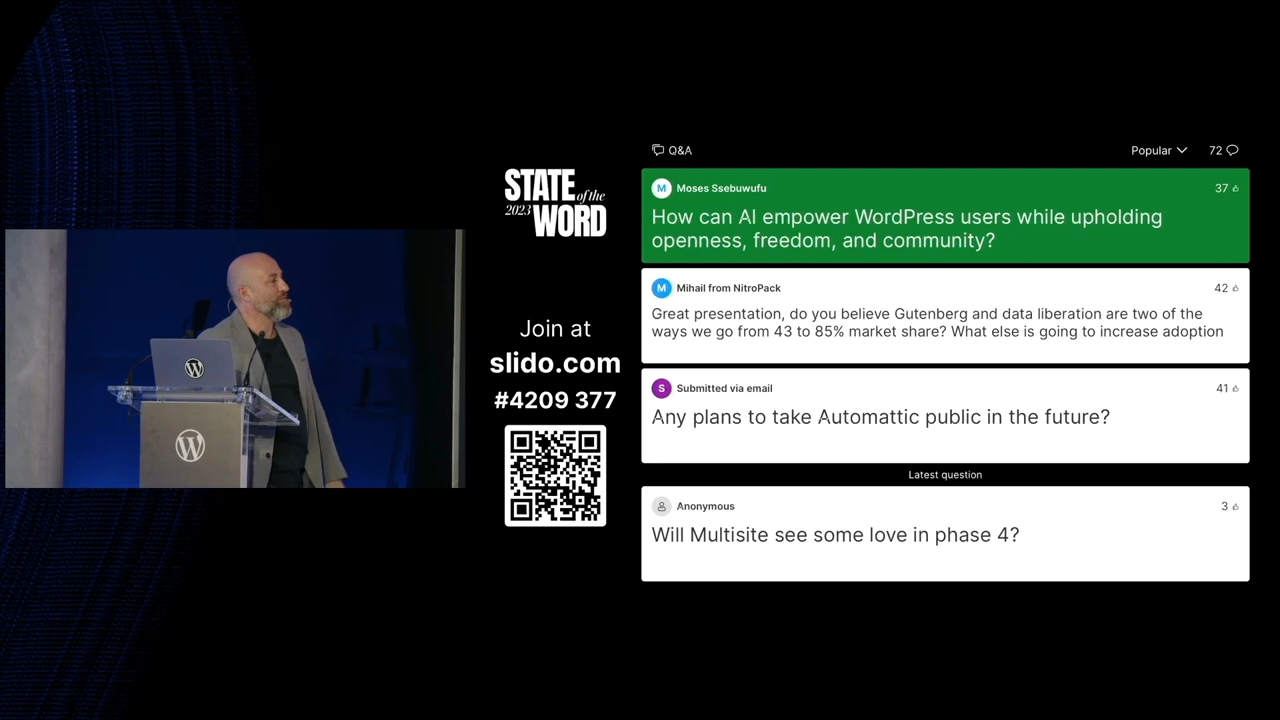 STATE of the
2023 WORD
Join at
slido.com
#4209 377
Q&A
Popular
72
M
Moses Ssebuwufu
37
How can AI empower WordPress users while upholding
openness, freedom, and community?
M
Mihail from NitroPack
42
Great presentation, do you believe Gutenberg and data liberation are two of the
ways we go from 43 to 85% market share? What else is going to increase adoption
S
Submitted via email
41
Any plans to take Automattic public in the future?
Latest question
Anonymous
3
Will Multisite see some love in phase 4?